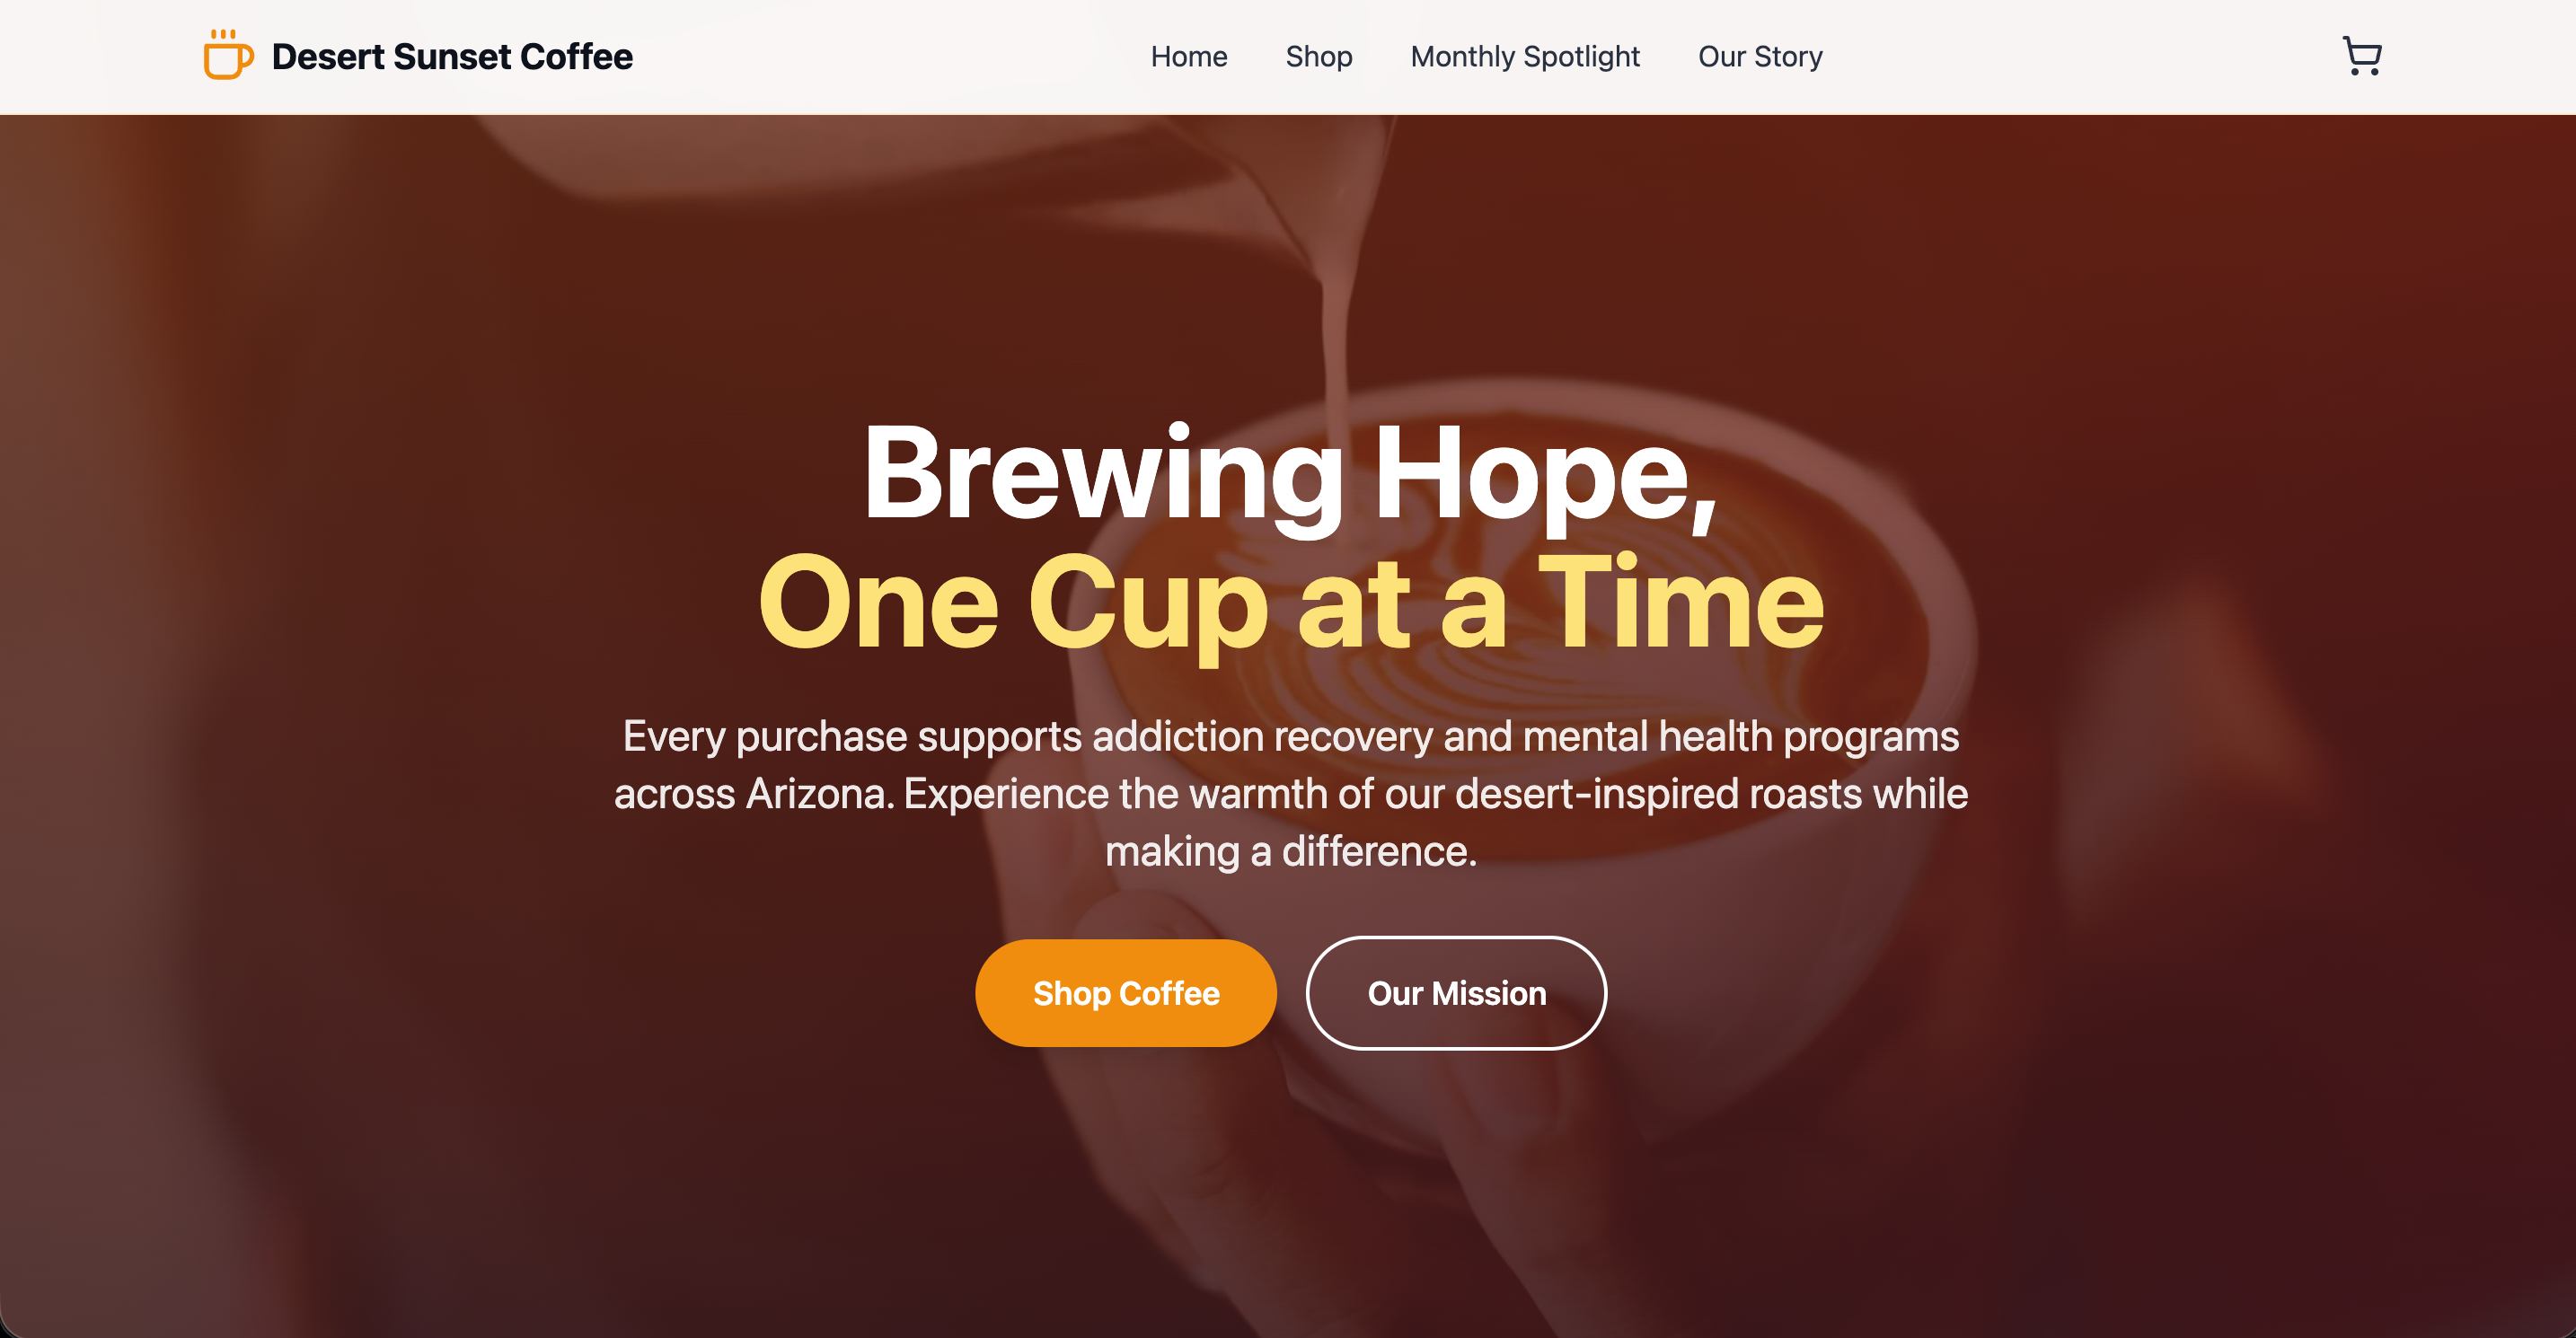 Desert Sunset Coffee
Home
Shop
Monthly Spotlight
Our Story
Brewing Hope,
One Cup at a Time
Every purchase supports addiction recovery and mental health programs
across Arizona. Experience the warmth of our desert-inspired roasts while
making a difference.
Shop Coffee
Our Mission